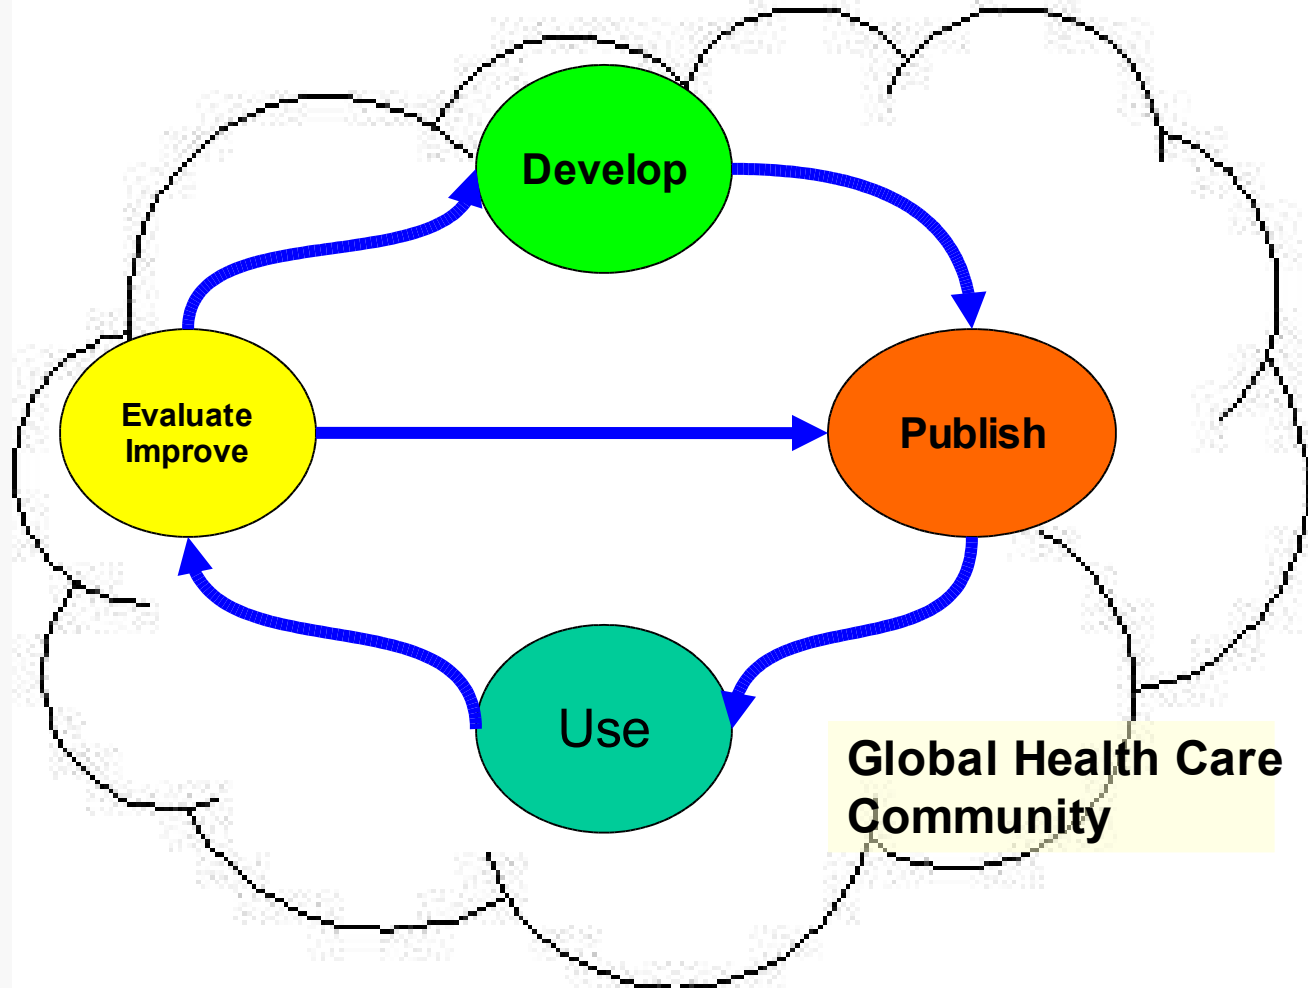 Develop
Evaluate
Improve
Publish
Use
Global Health Care
Community